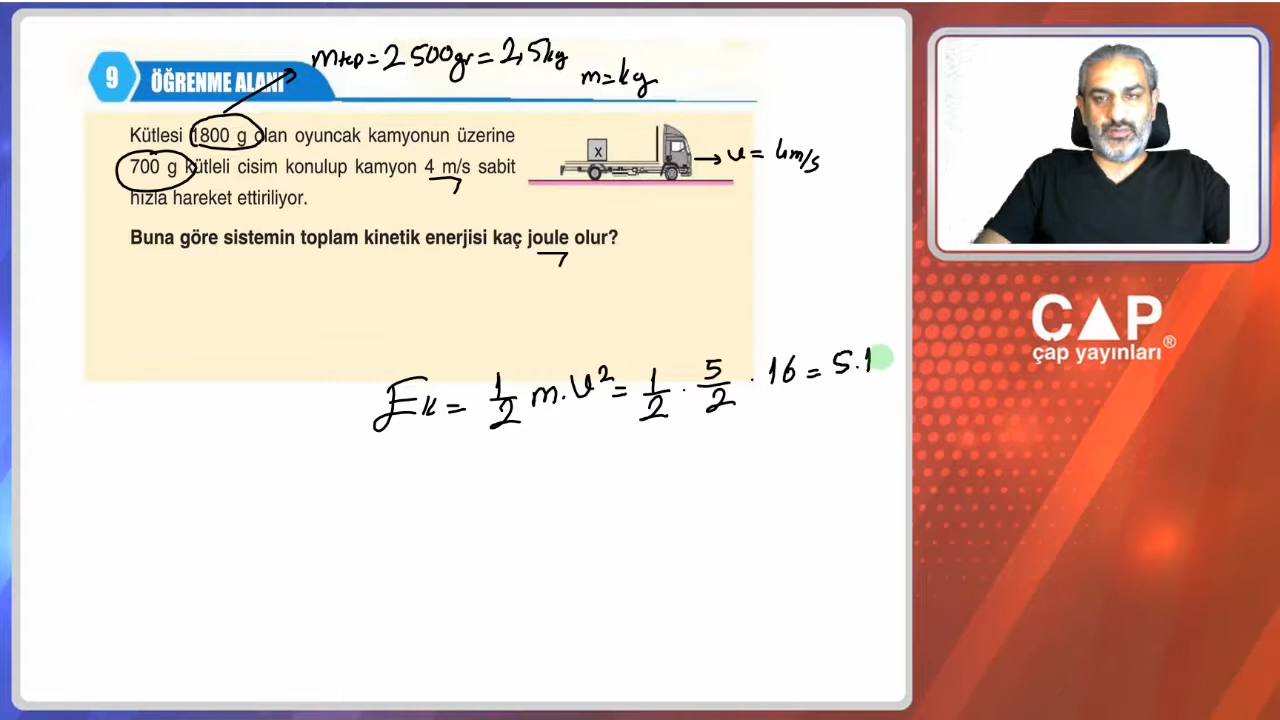 9 ÖĞRENME ALANI
mtop = 2 500gr = 2,5kg
m = kg
Kütlesi 1800 g olan oyuncak kamyonun üzerine
700 g kütleli cisim konulup kamyon 4 m/s sabit
hızla hareket ettiriliyor.
X
v = 4m/s
Buna göre sistemin toplam kinetik enerjisi kaç joule olur?
Ek = 1/2 m.v² = 1/2 . 5/2 . 16 = 5.1
ÇAP
çap yayınları®